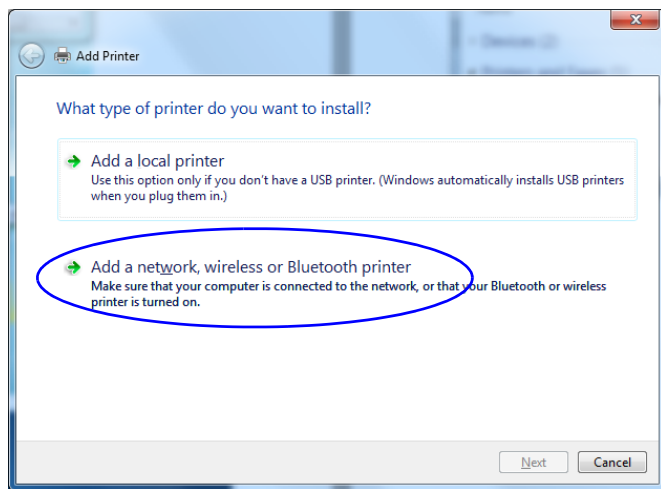 Devices (2)
Add Printer
What type of printer do you want to install?
Add a local printer
Use this option only if you don't have a USB printer. (Windows automatically installs USB printers
when you plug them in.)
Add a network, wireless or Bluetooth printer
Make sure that your computer is connected to the network, or that your Bluetooth or wireless
printer is turned on.
Next
Cancel